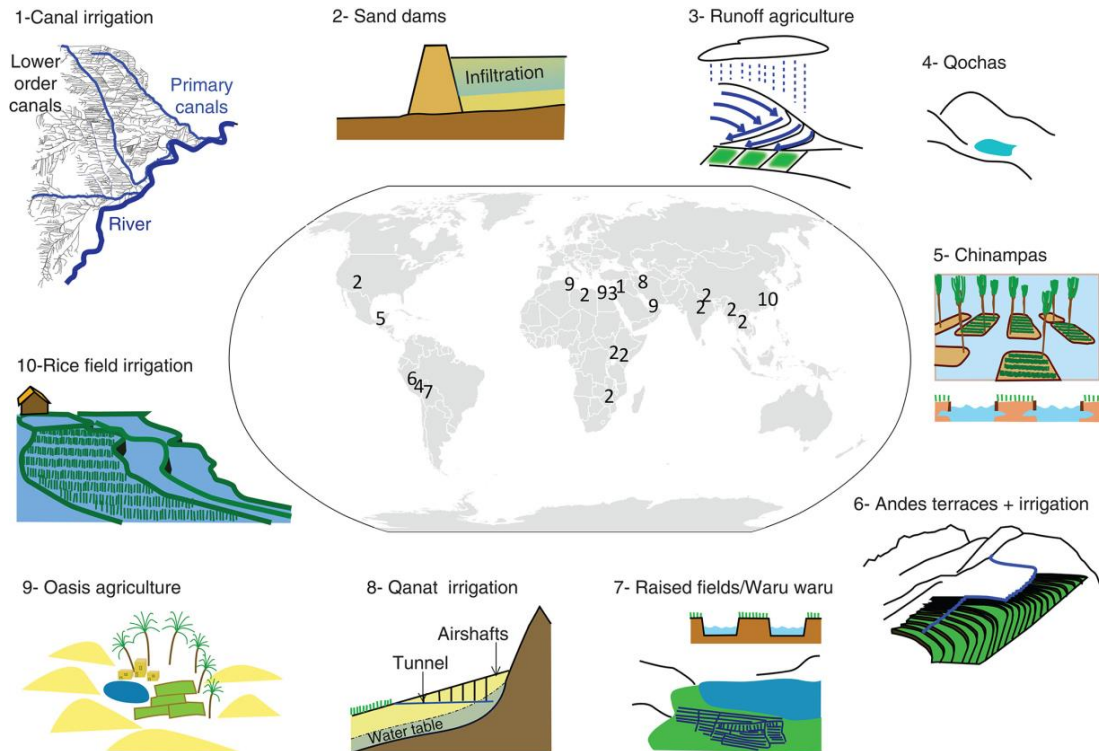 1-Canal irrigation
Lower
order
canals
Primary
canals
River
2- Sand dams
Infiltration
3- Runoff agriculture
4- Qochas
5- Chinampas
10-Rice field irrigation
2
5
6
4
7
9
2
9
3
1
8
9
2
2
2
2
10
2
2
2
6- Andes terraces + irrigation
9- Oasis agriculture
8- Qanat irrigation
Airshafts
Tunnel
Water table
7- Raised fields/Waru waru